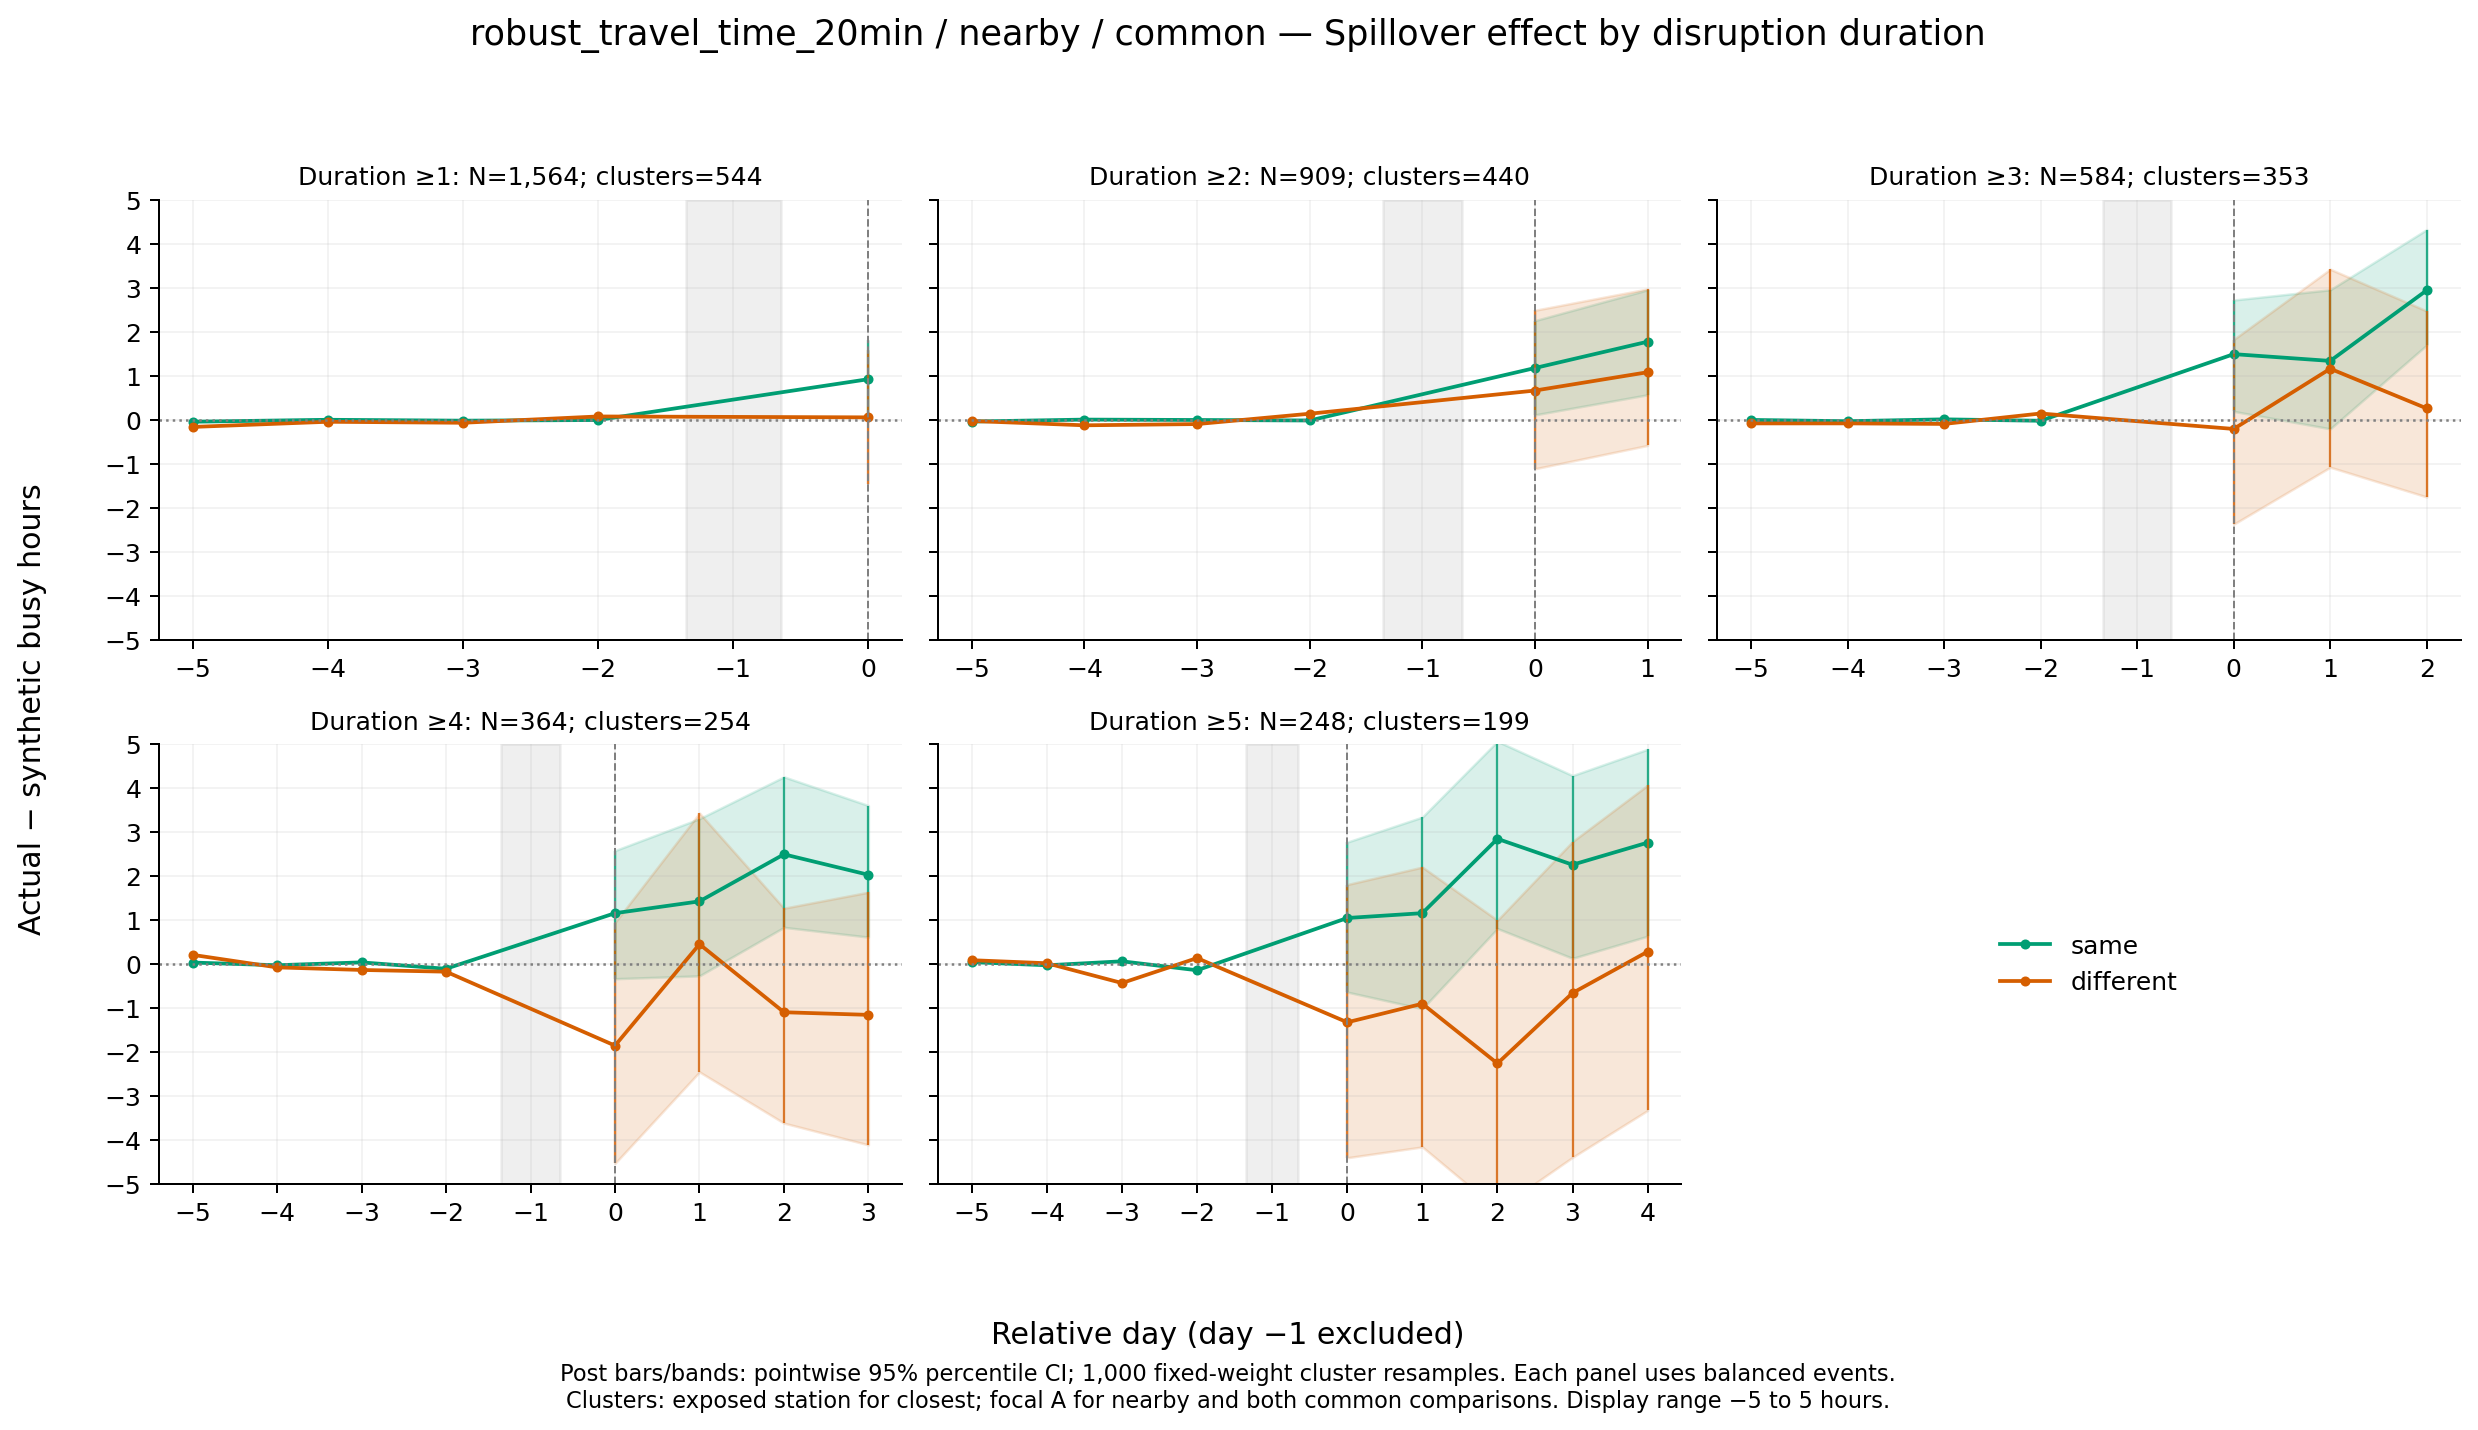 robust_travel_time_20min / nearby / common — Spillover effect by disruption duration
Duration ≥1: N=1,564; clusters=544
Duration ≥2: N=909; clusters=440
Duration ≥3: N=584; clusters=353
5
4
3
2
1
0
−1
−2
−3
−4
−5
−5 −4 −3 −2 −1 0
−5 −4 −3 −2 −1 0 1
−5 −4 −3 −2 −1 0 1 2
Actual − synthetic busy hours
Duration ≥4: N=364; clusters=254
Duration ≥5: N=248; clusters=199
5
4
3
2
1
0
−1
−2
−3
−4
−5
−5 −4 −3 −2 −1 0 1 2 3
−5 −4 −3 −2 −1 0 1 2 3 4
same
different
Relative day (day −1 excluded)
Post bars/bands: pointwise 95% percentile CI; 1,000 fixed-weight cluster resamples. Each panel uses balanced events.
Clusters: exposed station for closest; focal A for nearby and both common comparisons. Display range −5 to 5 hours.